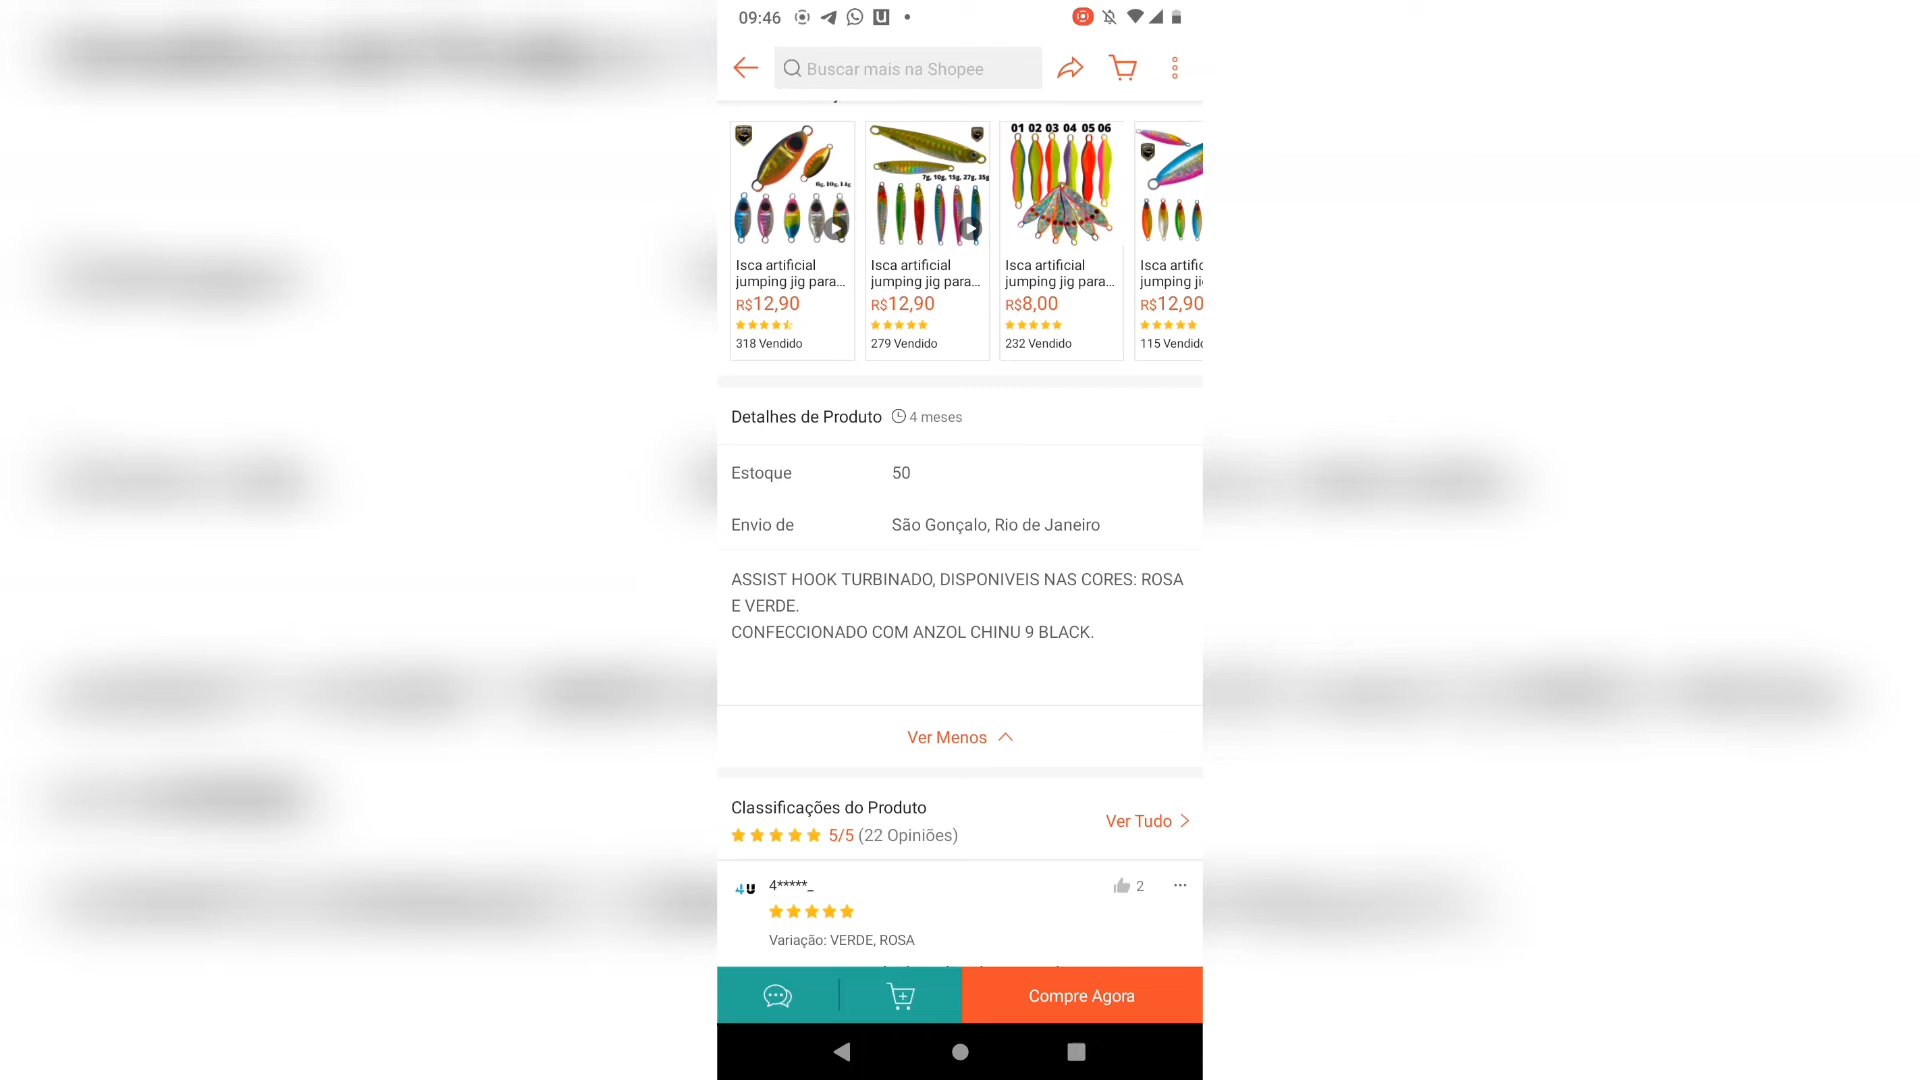 09:46
Buscar mais na Shopee
6g, 10g, 14g
7g, 10g, 15g, 27g, 35g
01 02 03 04 05 06
Isca artificial
jumping jig para...
R$12,90
318 Vendido
Isca artificial
jumping jig para...
R$12,90
279 Vendido
Isca artificial
jumping jig para...
R$8,00
232 Vendido
Isca artific
jumping ji
R$12,90
115 Vendido
Detalhes de Produto 4 meses
Estoque 50
Envio de São Gonçalo, Rio de Janeiro
ASSIST HOOK TURBINADO, DISPONIVEIS NAS CORES: ROSA
E VERDE.
CONFECCIONADO COM ANZOL CHINU 9 BLACK.
Ver Menos
Classificações do Produto
Ver Tudo
5/5 (22 Opiniões)
4U 4*****_ 2 ...
Variação: VERDE, ROSA
Compre Agora